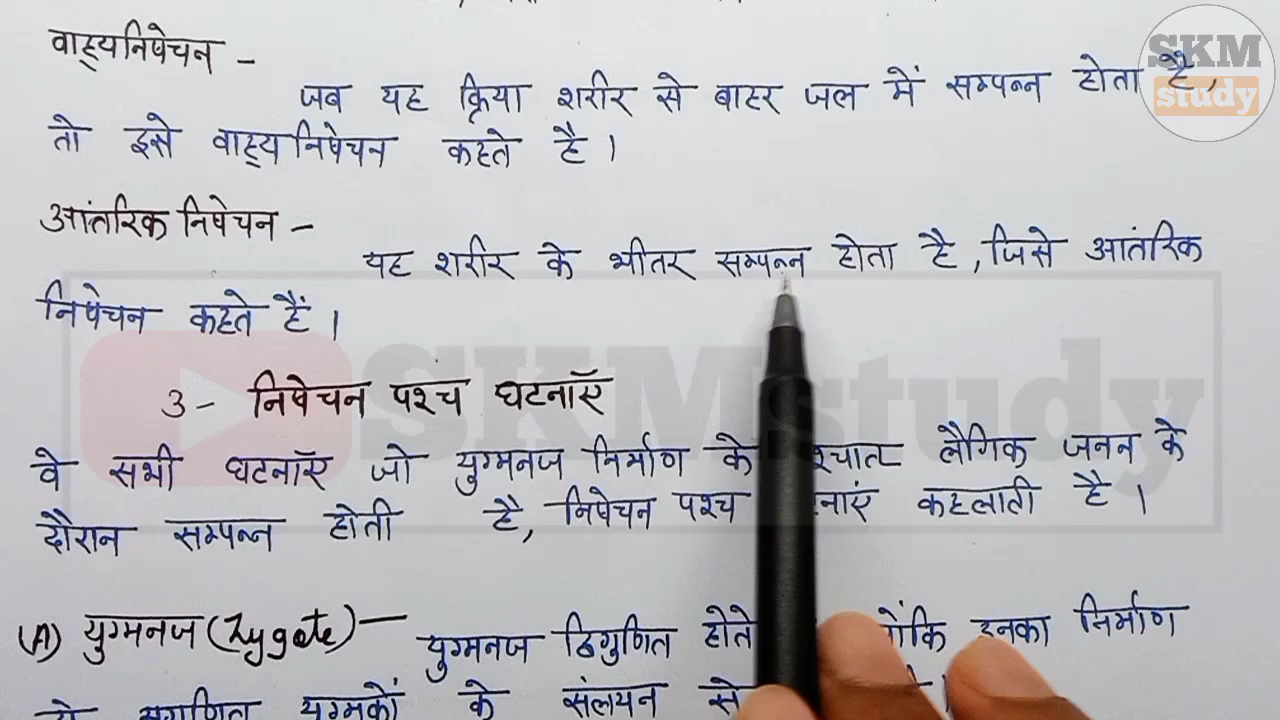 SKM
study
वाह्यनिषेचन -
जब यह क्रिया शरीर से बाहर जल में सम्पन्न होता है,
तो इसे वाह्यनिषेचन कहते है।
आंतरिक निषेचन -
यह शरीर के भीतर सम्पन्न होता है, जिसे आंतरिक
निषेचन कहते हैं।
SKM study
3- निषेचन पश्च घटनाॅए
वे सभी घटनाॅए जो युग्मनज निर्माण के श्चात लैगिक जनन के
दौरान सम्पन्न होती है, निषेचन पश्च नाएं कहलाती है।
(A) युग्मनज (Zygote) — युग्मनज द्विगुणित होते इनका निर्माण
युग्मकों के संलयन से